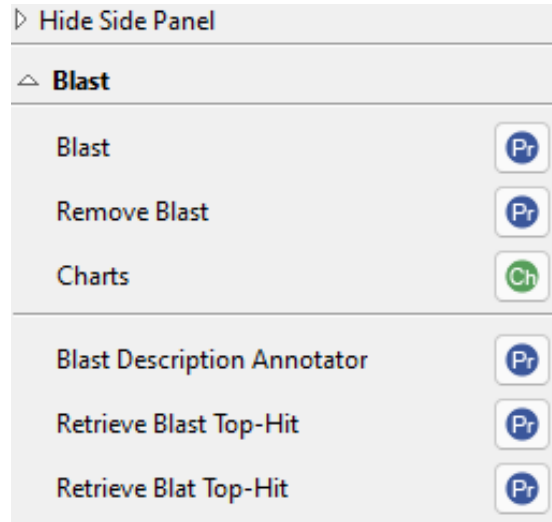 Hide Side Panel
Blast
Blast Pr
Remove Blast Pr
Charts Ch
Blast Description Annotator Pr
Retrieve Blast Top-Hit Pr
Retrieve Blat Top-Hit Pr